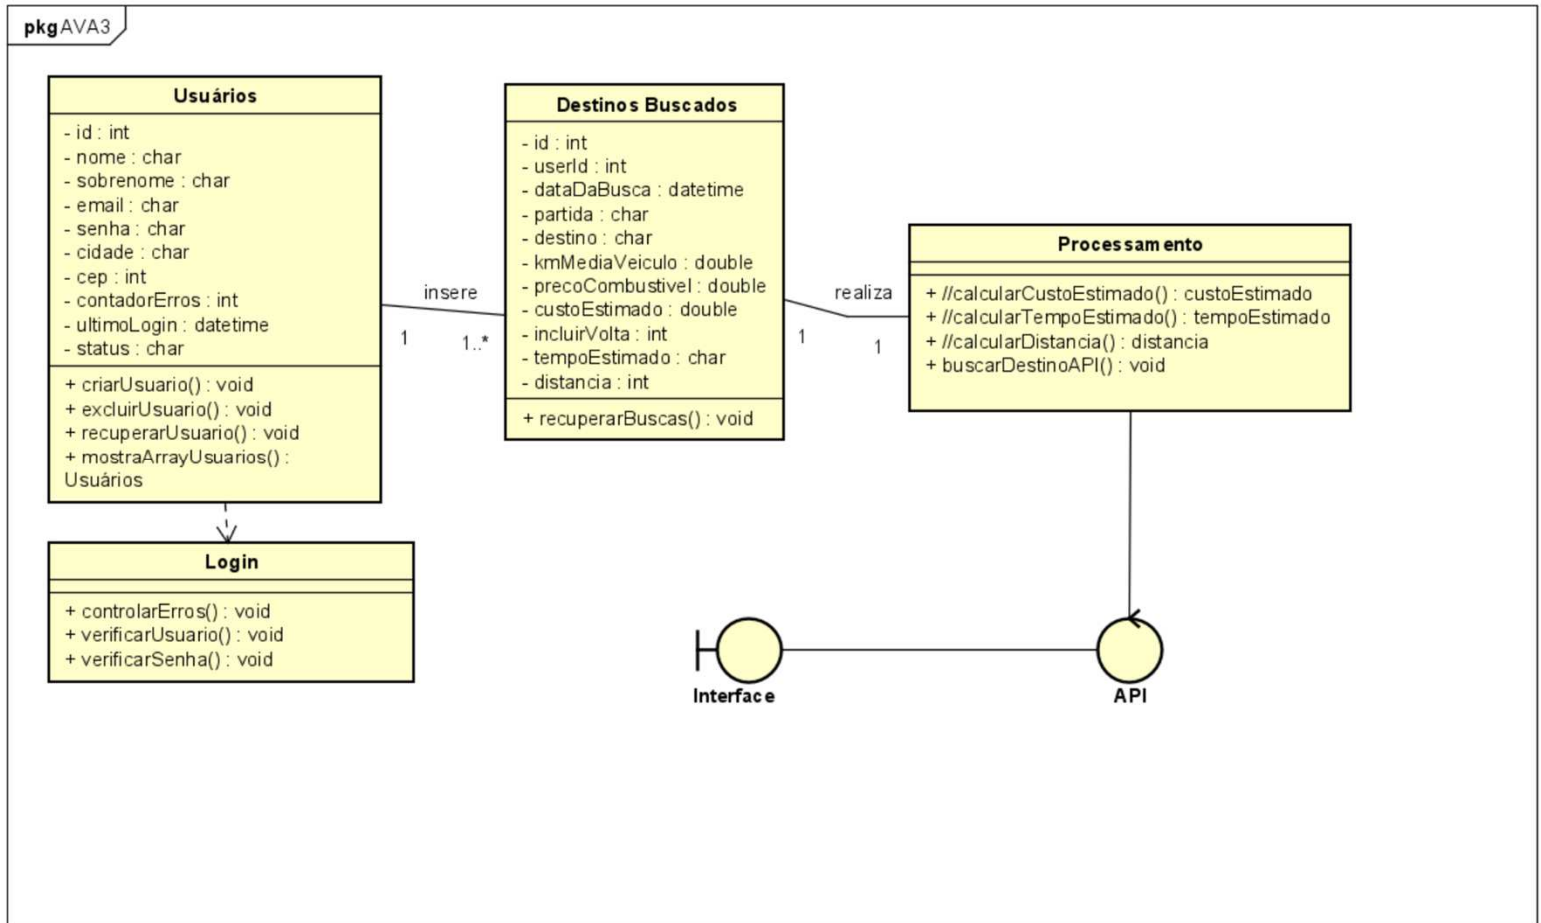 pkg AVA3
Usuários
- id : int
- nome : char
- sobrenome : char
- email : char
- senha : char
- cidade : char
- cep : int
- contadorErros : int
- ultimoLogin : datetime
- status : char
+ criarUsuario() : void
+ excluirUsuario() : void
+ recuperarUsuario() : void
+ mostraArrayUsuarios() :
Usuários
insere
1
1..*
Destinos Buscados
- id : int
- userId : int
- dataDaBusca : datetime
- partida : char
- destino : char
- kmMediaVeiculo : double
- precoCombustivel : double
- custoEstimado : double
- incluirVolta : int
- tempoEstimado : char
- distancia : int
+ recuperarBuscas() : void
realiza
1
1
Processamento
+ //calcularCustoEstimado() : custoEstimado
+ //calcularTempoEstimado() : tempoEstimado
+ //calcularDistancia() : distancia
+ buscarDestinoAPI() : void
Login
+ controlarErros() : void
+ verificarUsuario() : void
+ verificarSenha() : void
Interface
API